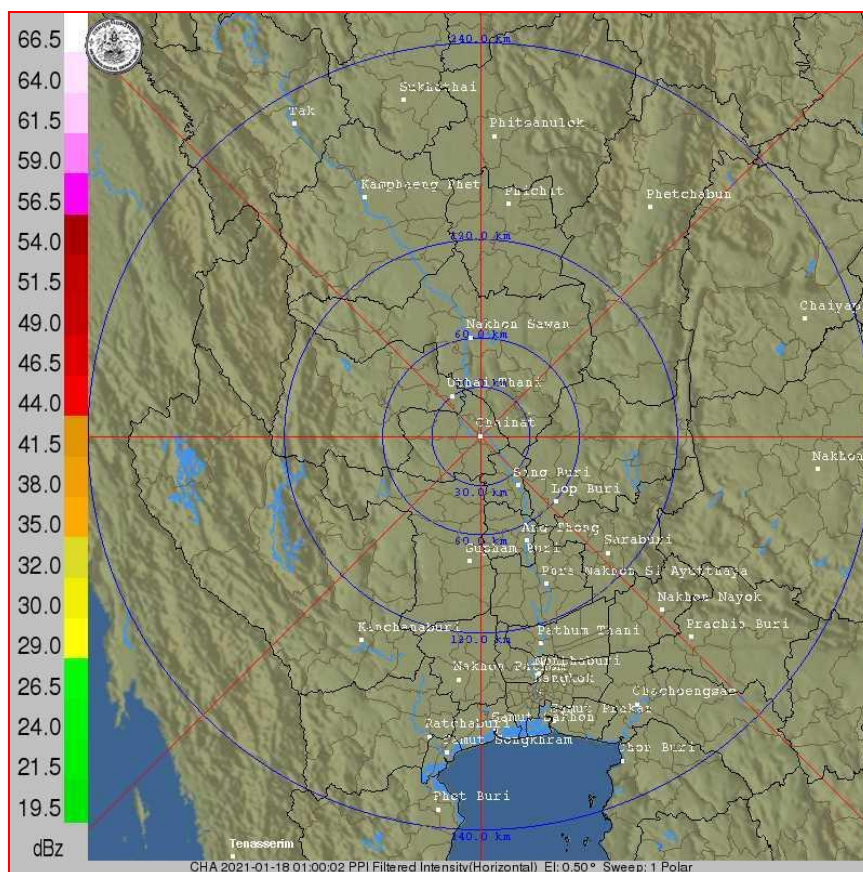 66.5
64.0
61.5
59.0
56.5
54.0
51.5
49.0
46.5
44.0
41.5
38.0
35.0
32.0
30.0
29.0
26.5
24.0
21.5
19.5
dBz
240.0 km
Sukhothai
Tak
Phitsanulok
Kamphaeng Phet
Phichit
Phetchabun
120.0 km
Chaiyap
Nakhon Sawan
60.0 km
Uthai Thani
Chainat
Nakhon
Sing Buri
30.0 km
Lop Buri
Ang Thong
60.0 km
Saraburi
Suphan Buri
Pora Nakhon Si Ayutthaya
Nakhon Nayok
Kanchanaburi
120.0 km
Pathum Thani
Prachin Buri
Nonthaburi
Nakhon Pathom
Bangkok
Chachoengsao
Samut Prakan
Samut Sakhon
Ratchaburi
Samut Songkhram
Chon Buri
Phet Buri
240.0 km
Tenasserim
CHA 2021-01-18 01:00:02 PPI Filtered Intensity(Horizontal) El: 0.50° Sweep: 1 Polar